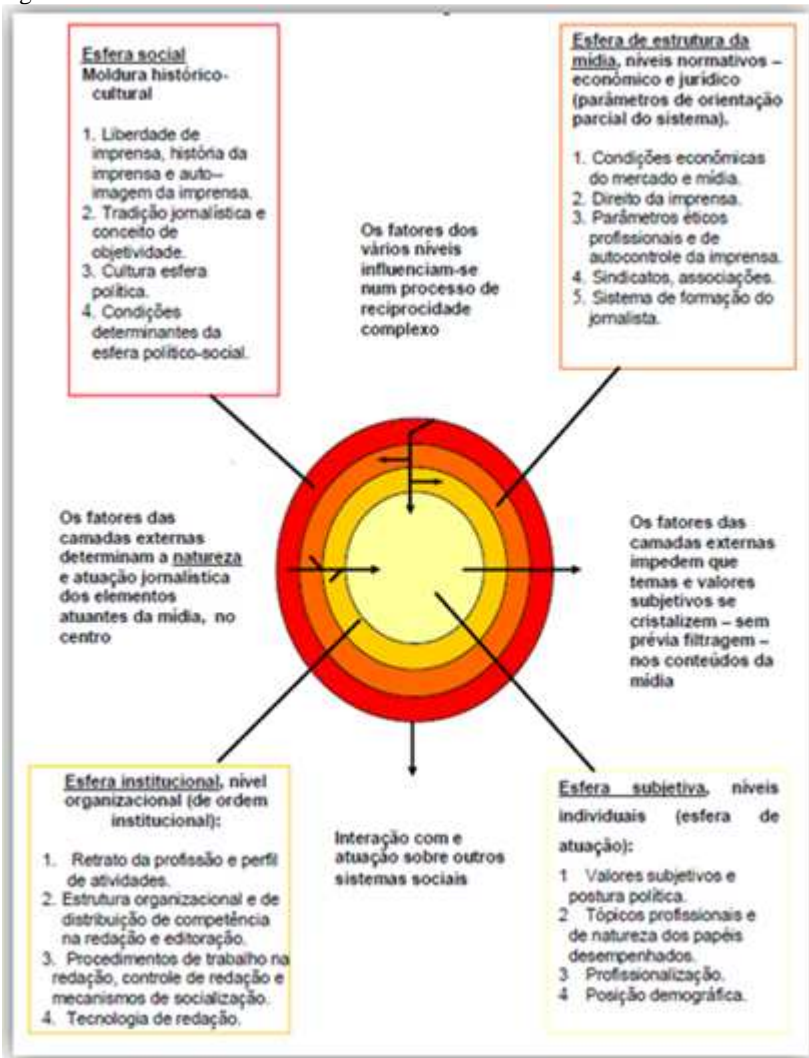 Esfera social
Moldura histórico-
cultural
1. Liberdade de
imprensa, história da
imprensa e auto--
imagem da imprensa.
2. Tradição jornalística e
conceito de
objetividade.
3. Cultura esfera
política.
4. Condições
determinantes da
esfera político-social.
Esfera de estrutura da
mídia, níveis normativos –
econômico e jurídico
(parâmetros de orientação
parcial do sistema).
1. Condições econômicas
do mercado e mídia.
2. Direito da imprensa.
3. Parâmetros éticos
profissionais e de
autocontrole da imprensa.
4. Sindicatos, associações.
5. Sistema de formação do
jornalista.
Os fatores dos
vários níveis
influenciam-se
num processo de
reciprocidade
complexo
Os fatores das
camadas externas
determinam a natureza
e atuação jornalística
dos elementos
atuantes da mídia, no
centro
Os fatores das
camadas externas
impedem que
temas e valores
subjetivos se
cristalizem – sem
prévia filtragem –
nos conteúdos da
mídia
Esfera institucional, nível
organizacional (de ordem
institucional):
1. Retrato da profissão e perfil
de atividades.
2. Estrutura organizacional e de
distribuição de competência
na redação e editoração.
3. Procedimentos de trabalho na
redação, controle de redação e
mecanismos de socialização.
4. Tecnologia de redação.
Interação com e
atuação sobre outros
sistemas sociais
Esfera subjetiva, níveis
individuais (esfera de
atuação):
1 Valores subjetivos e
postura política.
2 Tópicos profissionais e
de natureza dos papéis
desempenhados.
3 Profissionalização.
4 Posição demográfica.